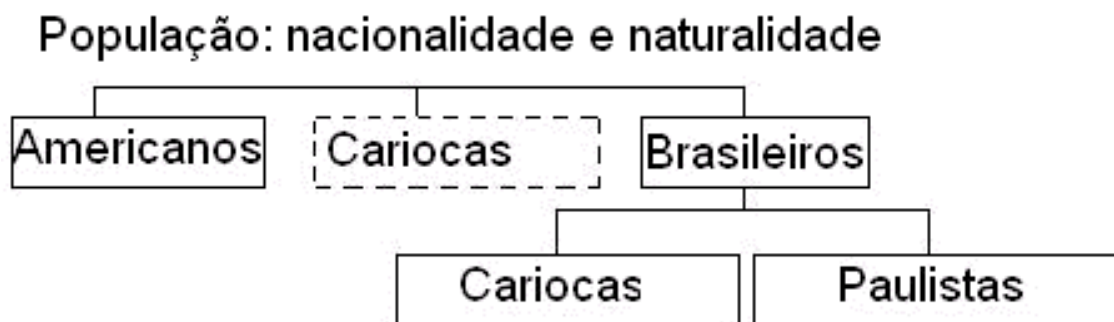 População: nacionalidade e naturalidade
Americanos Cariocas Brasileiros
Cariocas Paulistas